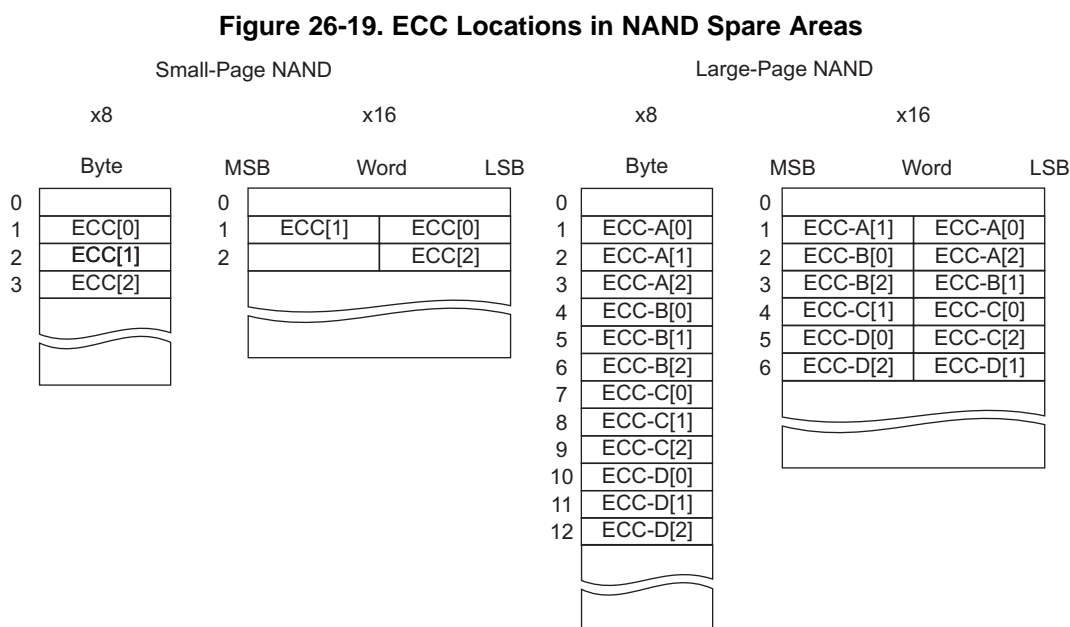 Figure 26-19. ECC Locations in NAND Spare Areas
Small-Page NAND
Large-Page NAND
x8
x16
x8
x16
Byte
MSB Word LSB
Byte
MSB Word LSB
0
1 ECC[0]
2 ECC[1]
3 ECC[2]
0
1 ECC[1] ECC[0]
2 ECC[2]
0
1 ECC-A[0]
2 ECC-A[1]
3 ECC-A[2]
4 ECC-B[0]
5 ECC-B[1]
6 ECC-B[2]
7 ECC-C[0]
8 ECC-C[1]
9 ECC-C[2]
10 ECC-D[0]
11 ECC-D[1]
12 ECC-D[2]
0
1 ECC-A[1] ECC-A[0]
2 ECC-B[0] ECC-A[2]
3 ECC-B[2] ECC-B[1]
4 ECC-C[1] ECC-C[0]
5 ECC-D[0] ECC-C[2]
6 ECC-D[2] ECC-D[1]